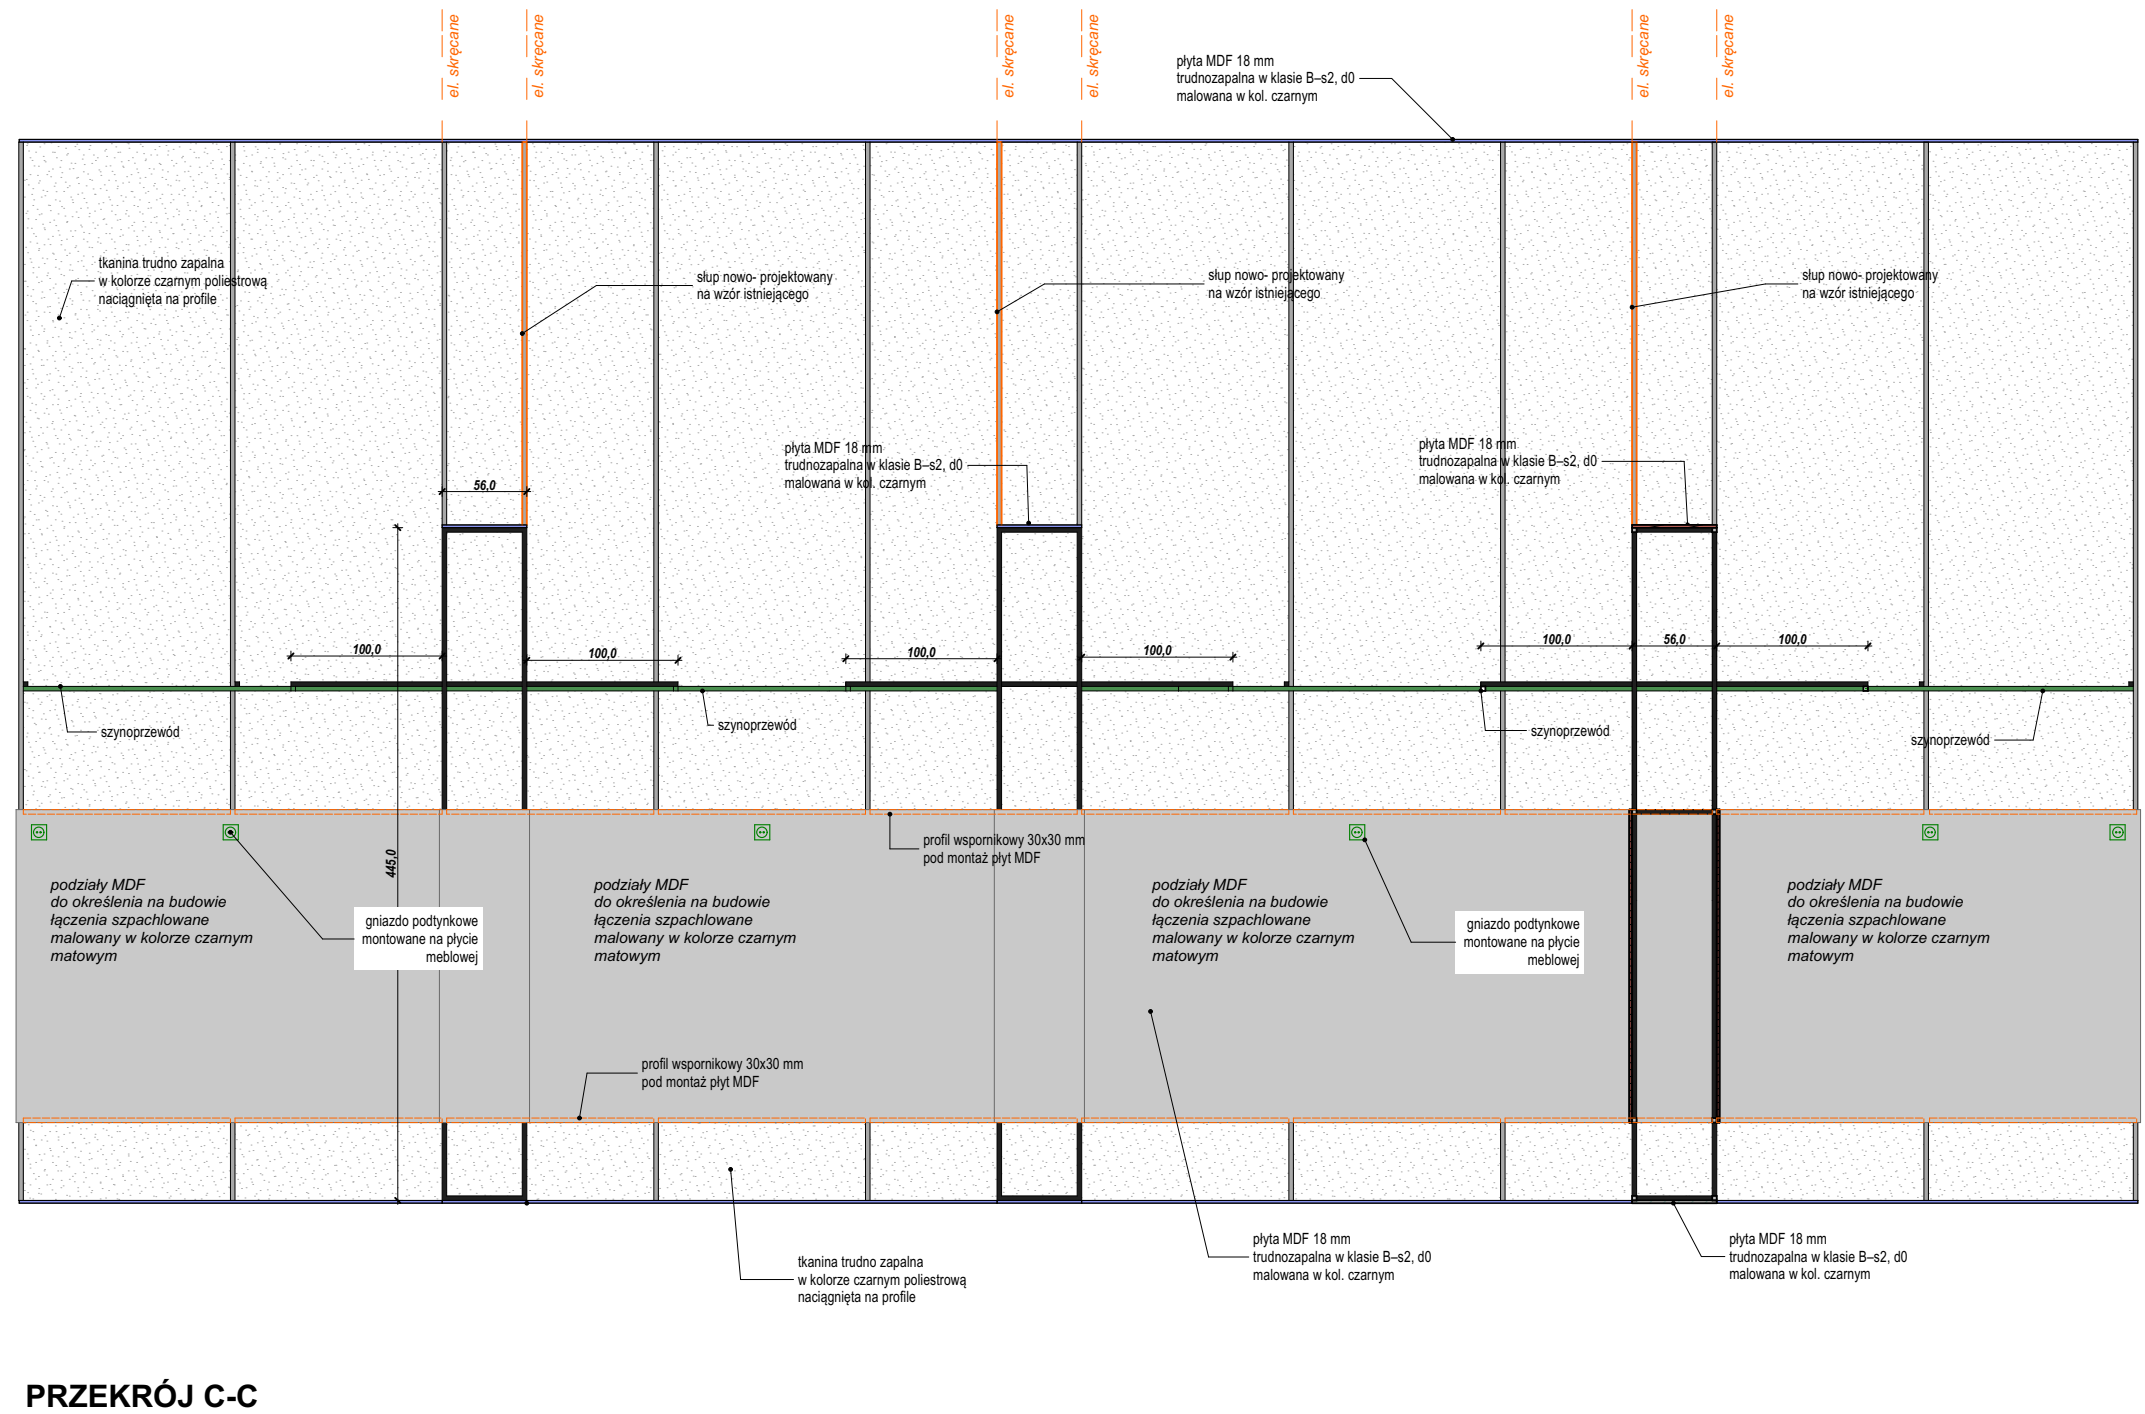 el. skręcane
el. skręcane
el. skręcane
el. skręcane
el. skręcane
el. skręcane
płyta MDF 18 mm
trudnozapalna w klasie B–s2, d0
malowana w kol. czarnym
tkanina trudno zapalna
w kolorze czarnym poliestrową
naciągnięta na profile
słup nowo- projektowany
na wzór istniejącego
słup nowo- projektowany
na wzór istniejącego
słup nowo- projektowany
na wzór istniejącego
płyta MDF 18 mm
trudnozapalna w klasie B–s2, d0
malowana w kol. czarnym
płyta MDF 18 mm
trudnozapalna w klasie B–s2, d0
malowana w kol. czarnym
56,0
100,0
100,0
100,0
100,0
100,0
56,0
100,0
szynoprzewód
szynoprzewód
szynoprzewód
szynoprzewód
445,0
profil wspornikowy 30x30 mm
pod montaż płyt MDF
podziały MDF
do określenia na budowie
łączenia szpachlowane
malowany w kolorze czarnym
matowym
gniazdo podtynkowe
montowane na płycie
meblowej
podziały MDF
do określenia na budowie
łączenia szpachlowane
malowany w kolorze czarnym
matowym
podziały MDF
do określenia na budowie
łączenia szpachlowane
malowany w kolorze czarnym
matowym
gniazdo podtynkowe
montowane na płycie
meblowej
podziały MDF
do określenia na budowie
łączenia szpachlowane
malowany w kolorze czarnym
matowym
profil wspornikowy 30x30 mm
pod montaż płyt MDF
tkanina trudno zapalna
w kolorze czarnym poliestrową
naciągnięta na profile
płyta MDF 18 mm
trudnozapalna w klasie B–s2, d0
malowana w kol. czarnym
płyta MDF 18 mm
trudnozapalna w klasie B–s2, d0
malowana w kol. czarnym
PRZEKRÓJ C-C